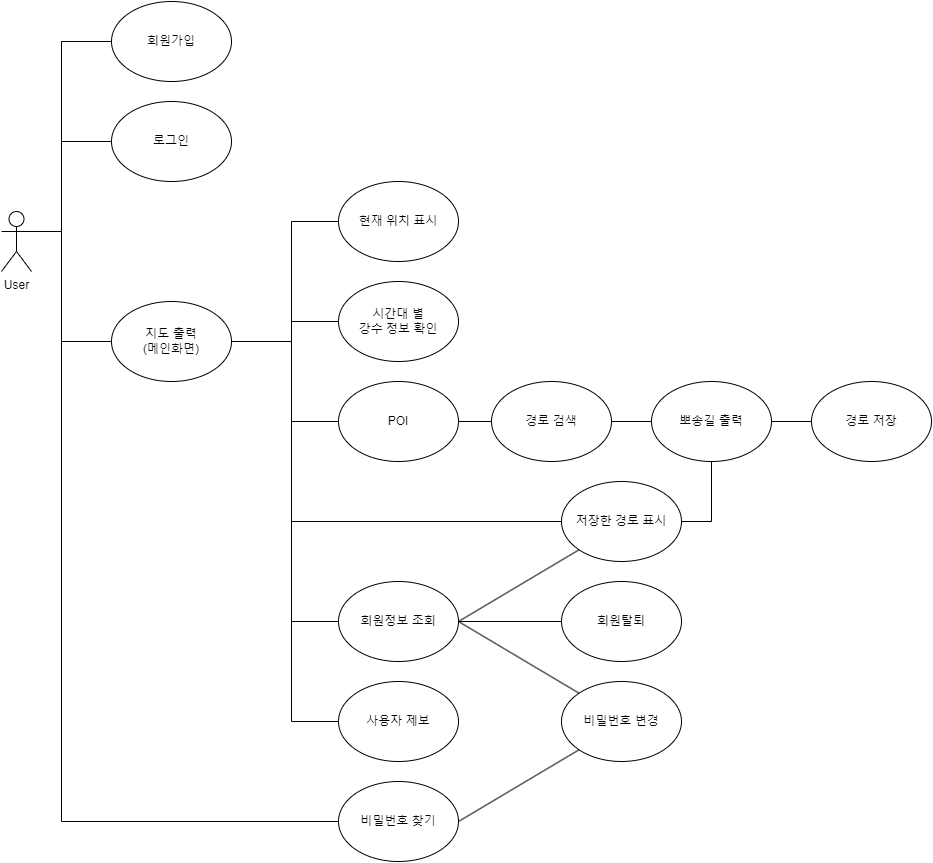 회원가입
로그인
User
현재 위치 표시
시간대 별
강수 정보 확인
지도 출력
(메인화면)
POI
경로 검색
뽀송길 출력
경로 저장
저장한 경로 표시
회원정보 조회
회원탈퇴
사용자 제보
비밀번호 변경
비밀번호 찾기